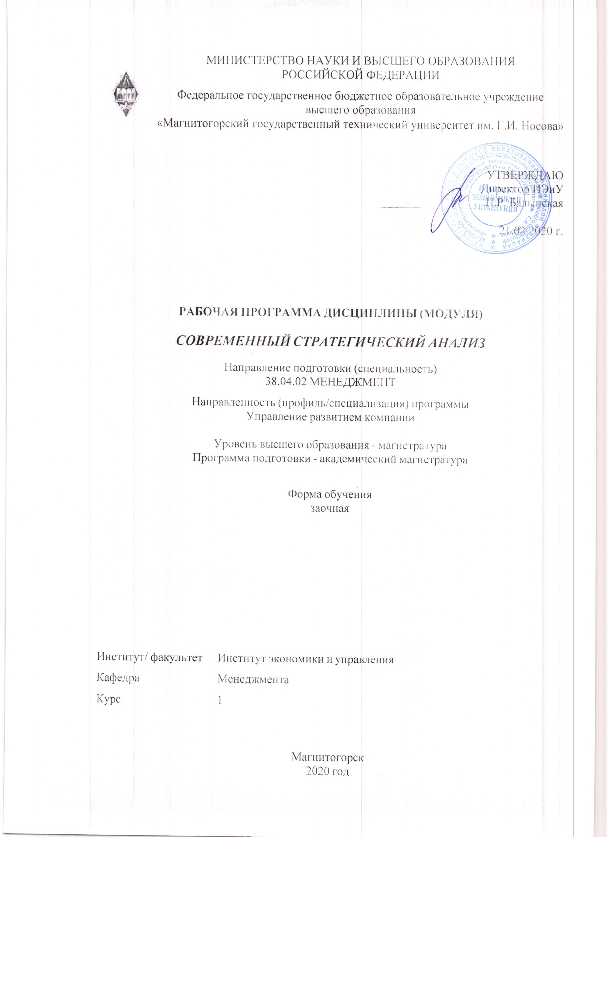 МИНИСТЕРСТВО НАУКИ И ВЫСШЕГО ОБРАЗОВАНИЯ
РОССИЙСКОЙ ФЕДЕРАЦИИ
Федеральное государственное бюджетное образовательное учреждение
высшего образования
«Магнитогорский государственный технический университет им. Г.И. Носова»
МГТУ
УТВЕРЖДАЮ
Директор ИЭиУ
Н.Р. Балынская
21.02.2020 г.
ИНСТИТУТ
ЭКОНОМИКИ И
УПРАВЛЕНИЯ
РАБОЧАЯ ПРОГРАММА ДИСЦИПЛИНЫ (МОДУЛЯ)
СОВРЕМЕННЫЙ СТРАТЕГИЧЕСКИЙ АНАЛИЗ
Направление подготовки (специальность)
38.04.02 МЕНЕДЖМЕНТ
Направленность (профиль/специализация) программы
Управление развитием компании
Уровень высшего образования - магистратура
Программа подготовки - академический магистратура
Форма обучения
заочная
Институт/ факультет Институт экономики и управления
Кафедра Менеджмента
Курс 1
Магнитогорск
2020 год